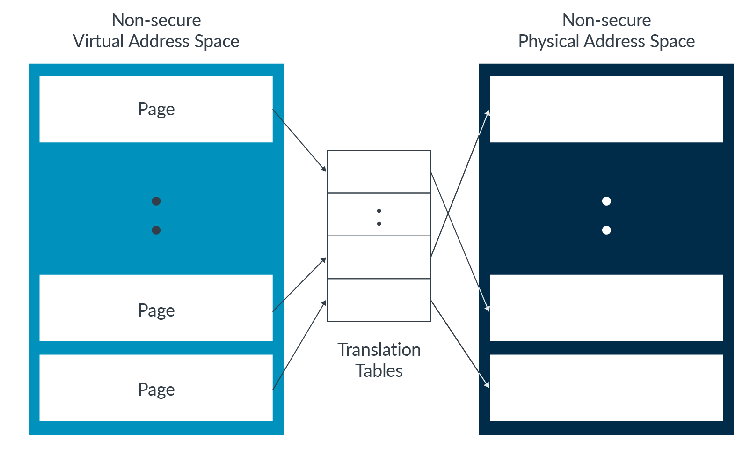 Non-secure
Virtual Address Space
Non-secure
Physical Address Space
Page
Page
Page
Translation
Tables